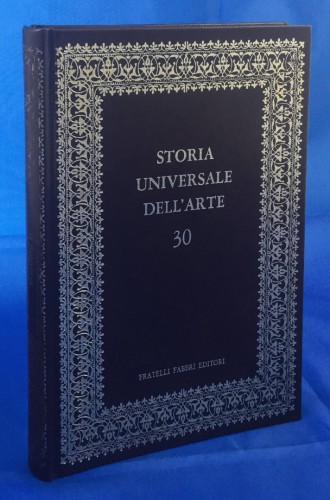 STORIA
UNIVERSALE
DELL'ARTE
30
FRATELLI FABBRI EDITORI